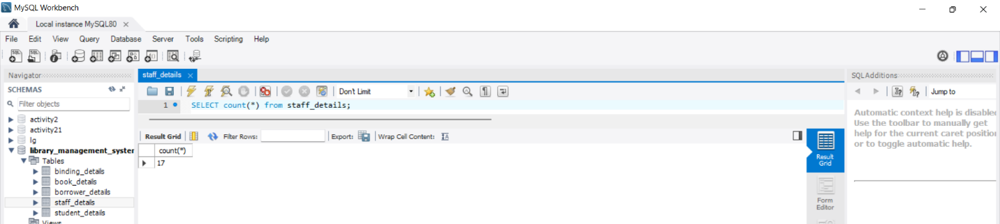 MySQL Workbench
Local instance MySQL80
File Edit View Query Database Server Tools Scripting Help
Navigator
SCHEMAS
Filter objects
activity2
activity21
lg
library_management_syster
Tables
binding_details
book_details
borrower_details
staff_details
student_details
Views
staff_details
Don't Limit
1 SELECT count(*) from staff_details;
Result Grid Filter Rows: Export: Wrap Cell Content:
count(*)
17
Result
Grid
Form
Editor
SQLAdditions
Jump to
Automatic context help is disabled
Use the toolbar to manually get
help for the current caret position
or to toggle automatic help.